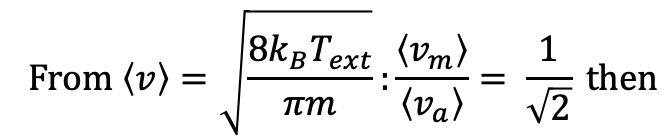 From ⟨v⟩ = √(8k_B T_ext / πm) : ⟨v_m⟩ / ⟨v_a⟩ = 1 / √2 then